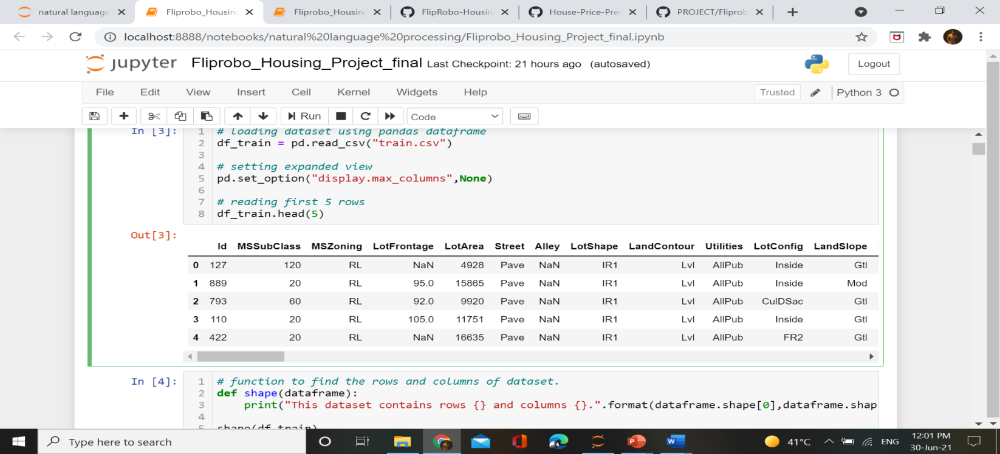 natural language
Fliprobo_Housing
Fliprobo_Housing
FlipRobo-Housin
House-Price-Pred
PROJECT/Fliprob
localhost:8888/notebooks/natural%20language%20processing/Fliprobo_Housing_Project_final.ipynb
jupyter Fliprobo_Housing_Project_final Last Checkpoint: 21 hours ago (autosaved) Logout
File Edit View Insert Cell Kernel Widgets Help Trusted Python 3
Run Code
In [3]: 1 # loading dataset using pandas dataframe
2 df_train = pd.read_csv("train.csv")
3
4 # setting expanded view
5 pd.set_option("display.max_columns",None)
6
7 # reading first 5 rows
8 df_train.head(5)
Out[3]:
Id MSSubClass MSZoning LotFrontage LotArea Street Alley LotShape LandContour Utilities LotConfig LandSlope
0 127 120 RL NaN 4928 Pave NaN IR1 Lvl AllPub Inside Gtl
1 889 20 RL 95.0 15865 Pave NaN IR1 Lvl AllPub Inside Mod
2 793 60 RL 92.0 9920 Pave NaN IR1 Lvl AllPub CulDSac Gtl
3 110 20 RL 105.0 11751 Pave NaN IR1 Lvl AllPub Inside Gtl
4 422 20 RL NaN 16635 Pave NaN IR1 Lvl AllPub FR2 Gtl
In [4]: 1 # function to find the rows and columns of dataset.
2 def shape(dataframe):
3 print("This dataset contains rows {} and columns {}.".format(dataframe.shape[0],dataframe.shap
4
5 shape(df_train)
Type here to search
41°C
ENG
12:01 PM
30-Jun-21